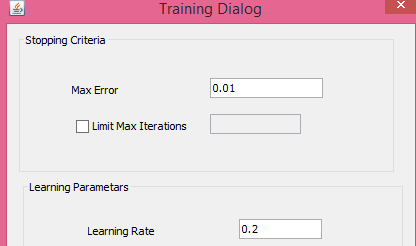 Training Dialog
Stopping Criteria
Max Error 0.01
Limit Max Iterations
Learning Parametars
Learning Rate 0.2